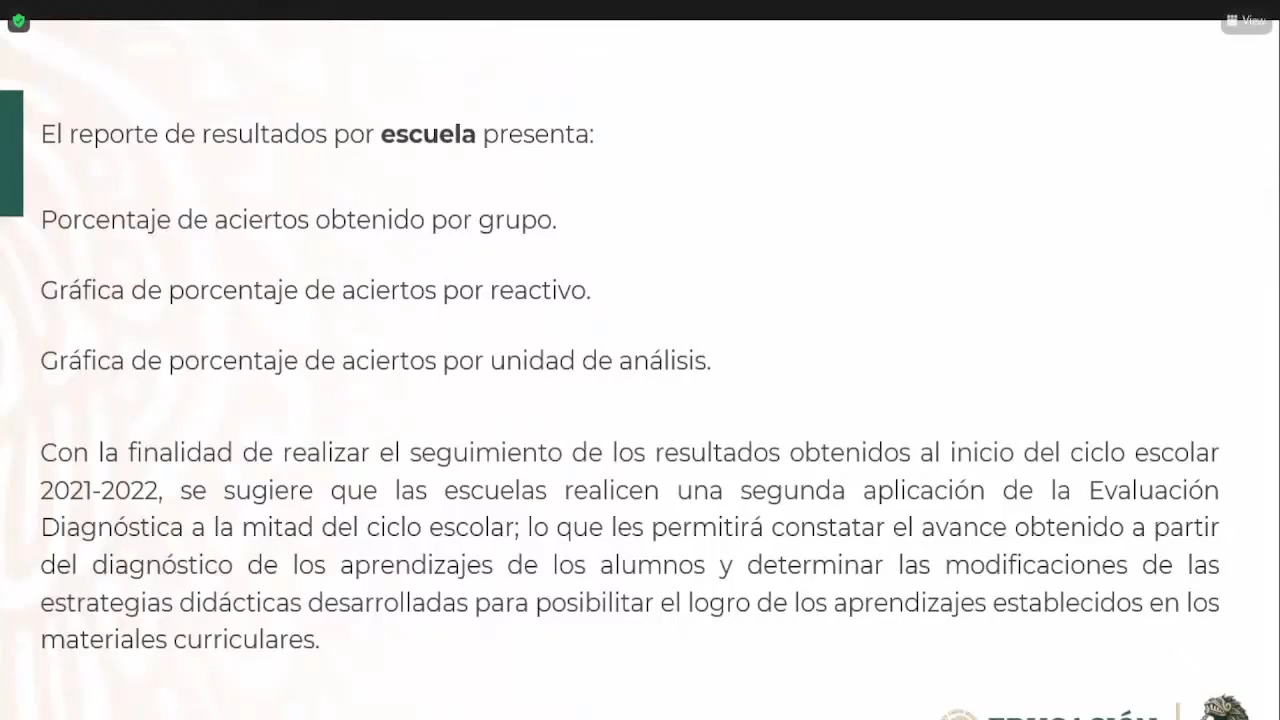 View
El reporte de resultados por escuela presenta:
Porcentaje de aciertos obtenido por grupo.
Gráfica de porcentaje de aciertos por reactivo.
Gráfica de porcentaje de aciertos por unidad de análisis.
Con la finalidad de realizar el seguimiento de los resultados obtenidos al inicio del ciclo escolar
2021-2022, se sugiere que las escuelas realicen una segunda aplicación de la Evaluación
Diagnóstica a la mitad del ciclo escolar; lo que les permitirá constatar el avance obtenido a partir
del diagnóstico de los aprendizajes de los alumnos y determinar las modificaciones de las
estrategias didácticas desarrolladas para posibilitar el logro de los aprendizajes establecidos en los
materiales curriculares.
EDUCACIÓN